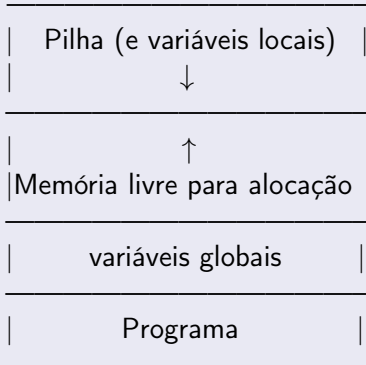 | Pilha (e variáveis locais) |
| ↓
| ↑
|Memória livre para alocação
| variáveis globais |
| Programa |